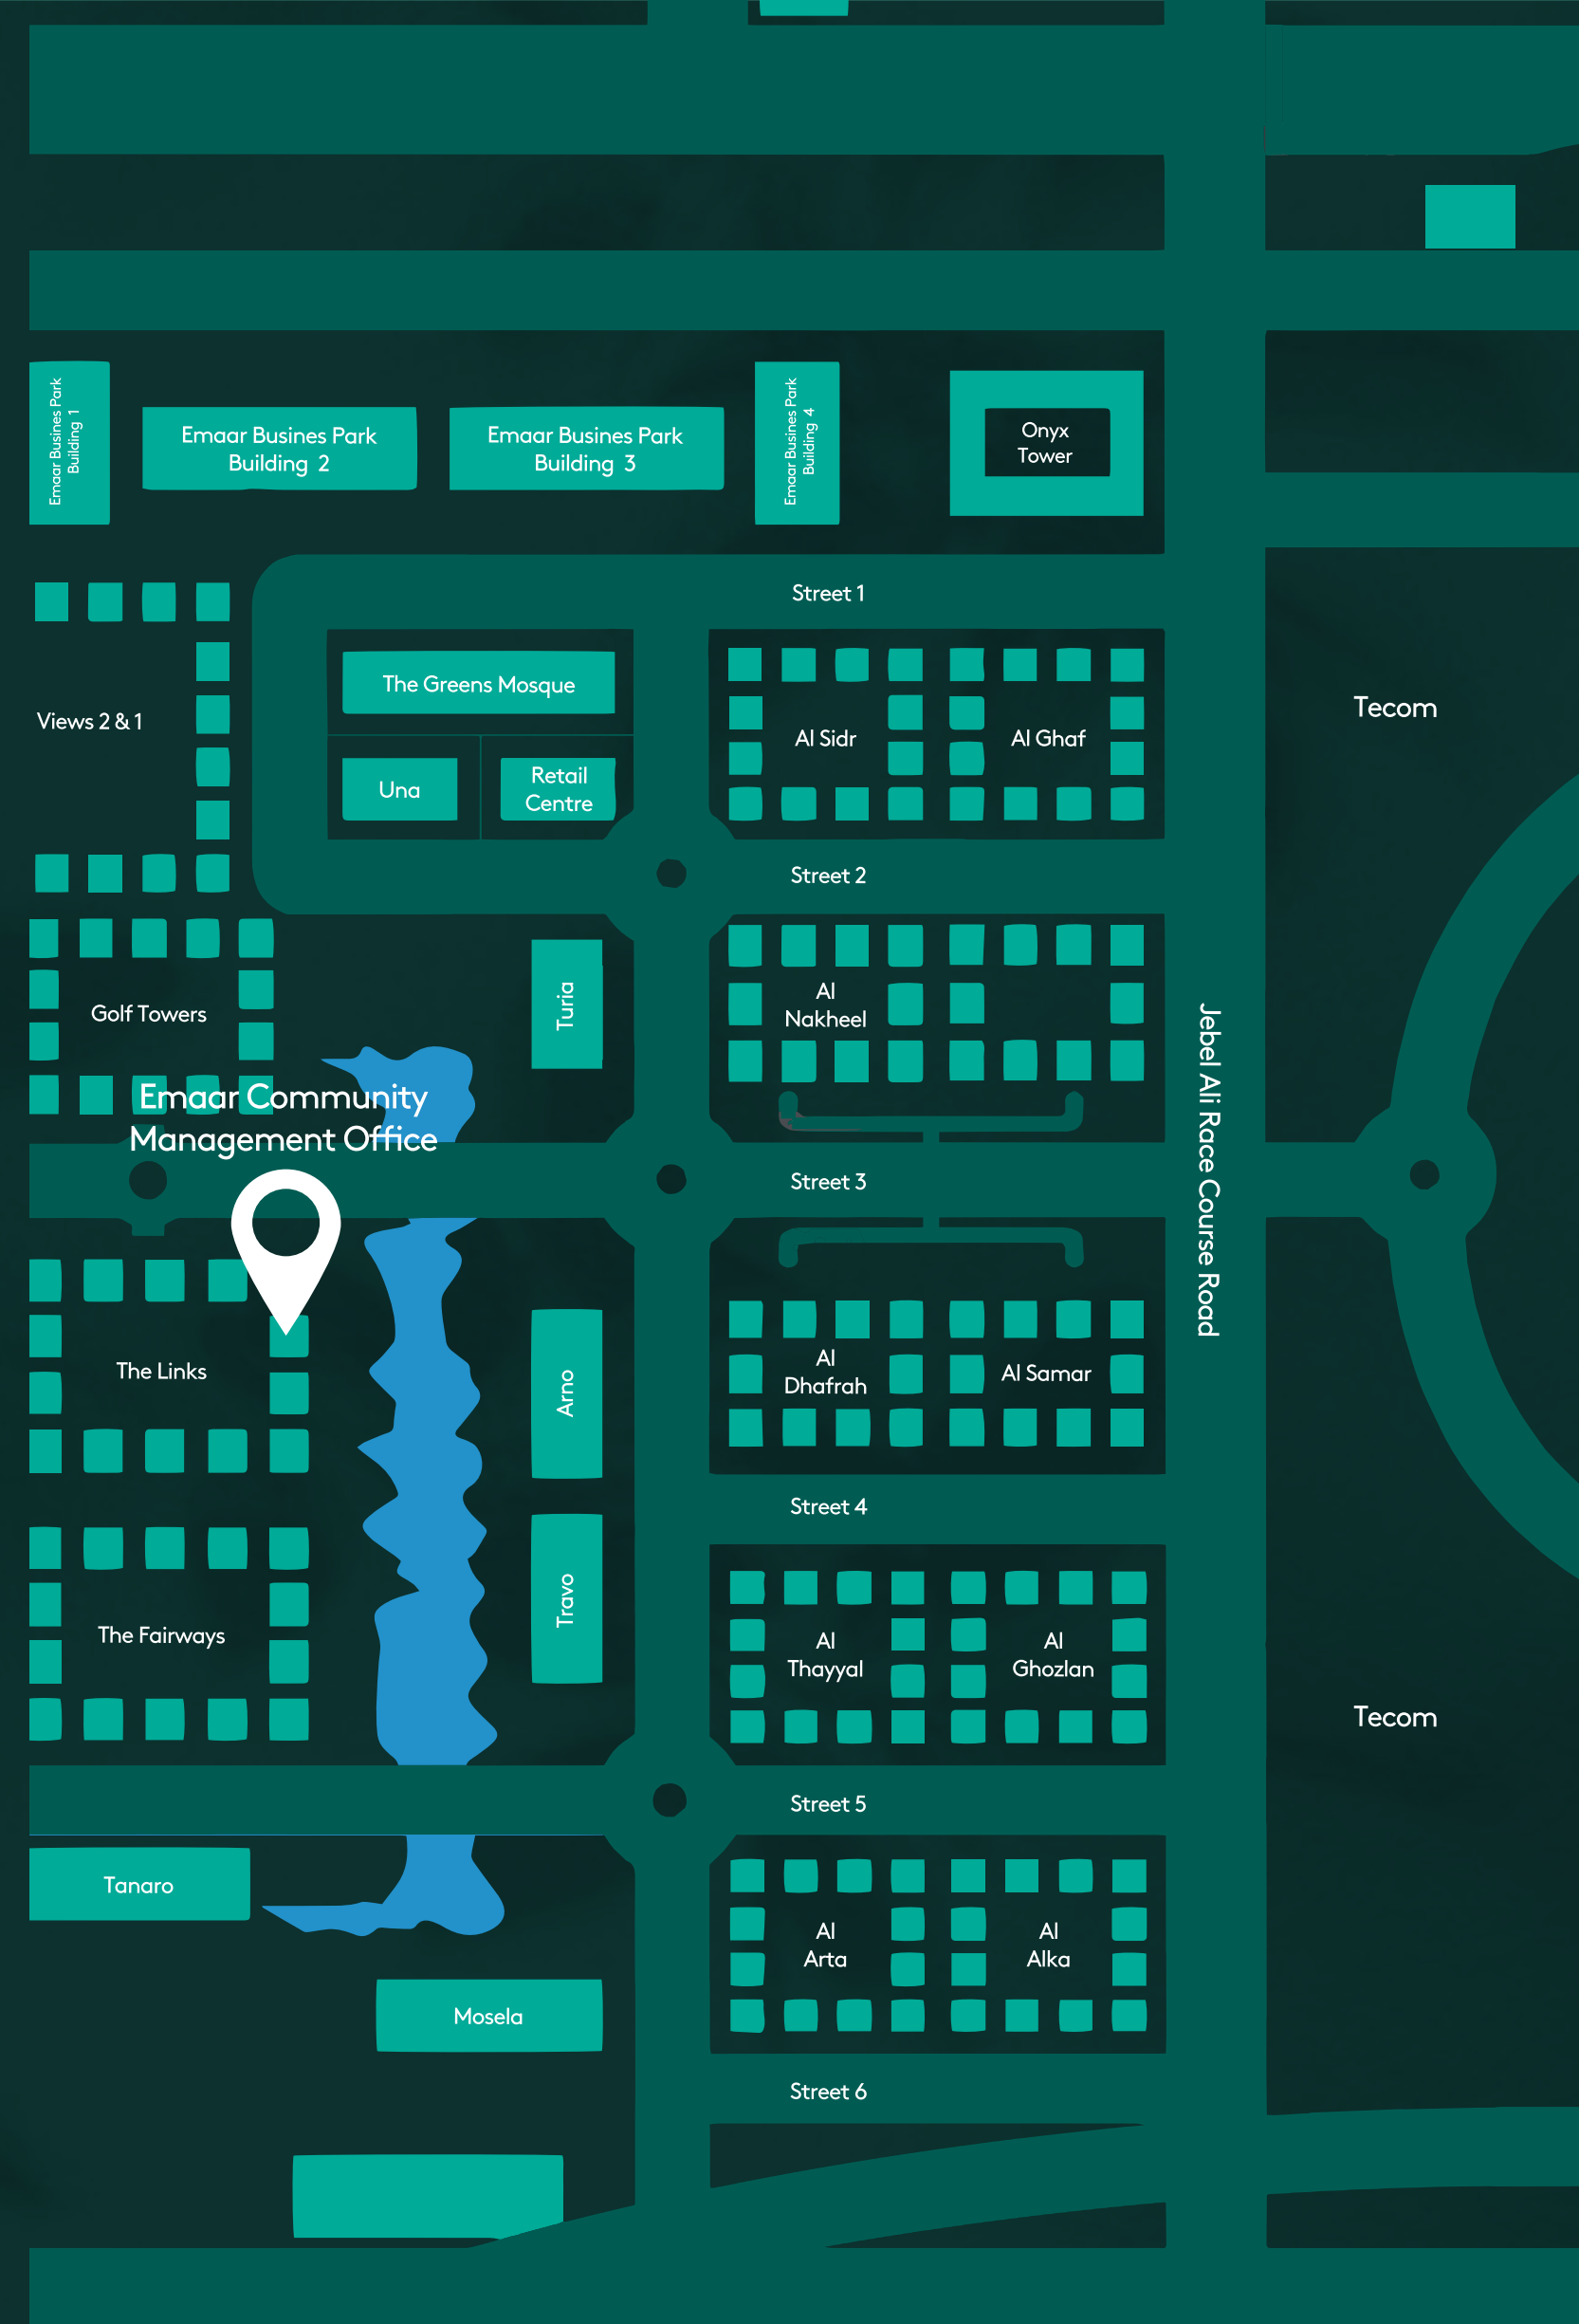 Emaar Busines Park
Building 1
Emaar Busines Park
Building 2
Emaar Busines Park
Building 3
Emaar Busines Park
Building 4
Onyx
Tower
Street 1
The Greens Mosque
Views 2 & 1
Una
Retail
Centre
Al Sidr
Al Ghaf
Tecom
Street 2
Golf Towers
Turia
Al
Nakheel
Jebel Ali Race Course Road
Emaar Community
Management Office
Street 3
The Links
Arno
Al
Dhafrah
Al Samar
Street 4
The Fairways
Travo
Al
Thayyal
Al
Ghozlan
Tecom
Street 5
Tanaro
Al
Arta
Al
Alka
Mosela
Street 6